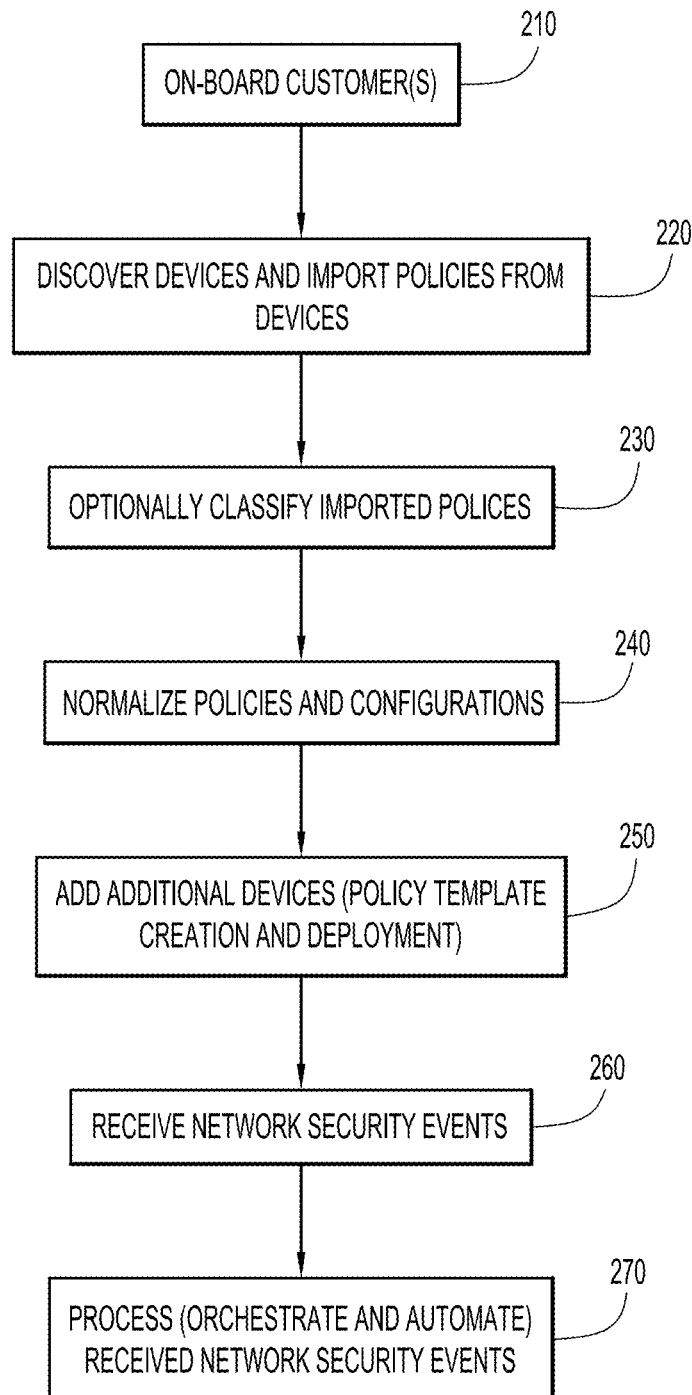 210
ON-BOARD CUSTOMER(S)
220
DISCOVER DEVICES AND IMPORT POLICIES FROM
DEVICES
230
OPTIONALLY CLASSIFY IMPORTED POLICES
240
NORMALIZE POLICIES AND CONFIGURATIONS
250
ADD ADDITIONAL DEVICES (POLICY TEMPLATE
CREATION AND DEPLOYMENT)
260
RECEIVE NETWORK SECURITY EVENTS
270
PROCESS (ORCHESTRATE AND AUTOMATE)
RECEIVED NETWORK SECURITY EVENTS